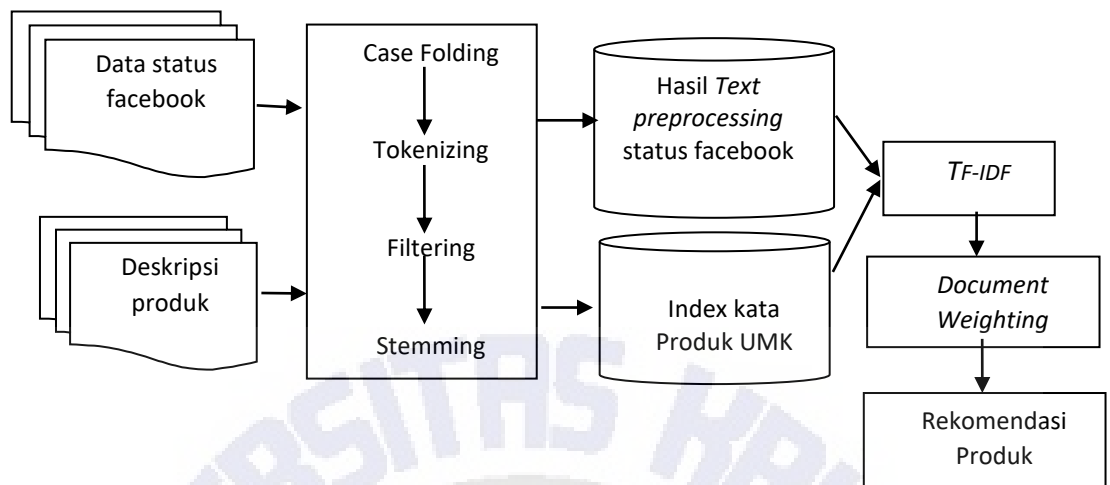 Data status
facebook
Deskripsi
produk
Case Folding
Tokenizing
Filtering
Stemming
Hasil Text
preprocessing
status facebook
Index kata
Produk UMK
TF-IDF
Document
Weighting
Rekomendasi
Produk